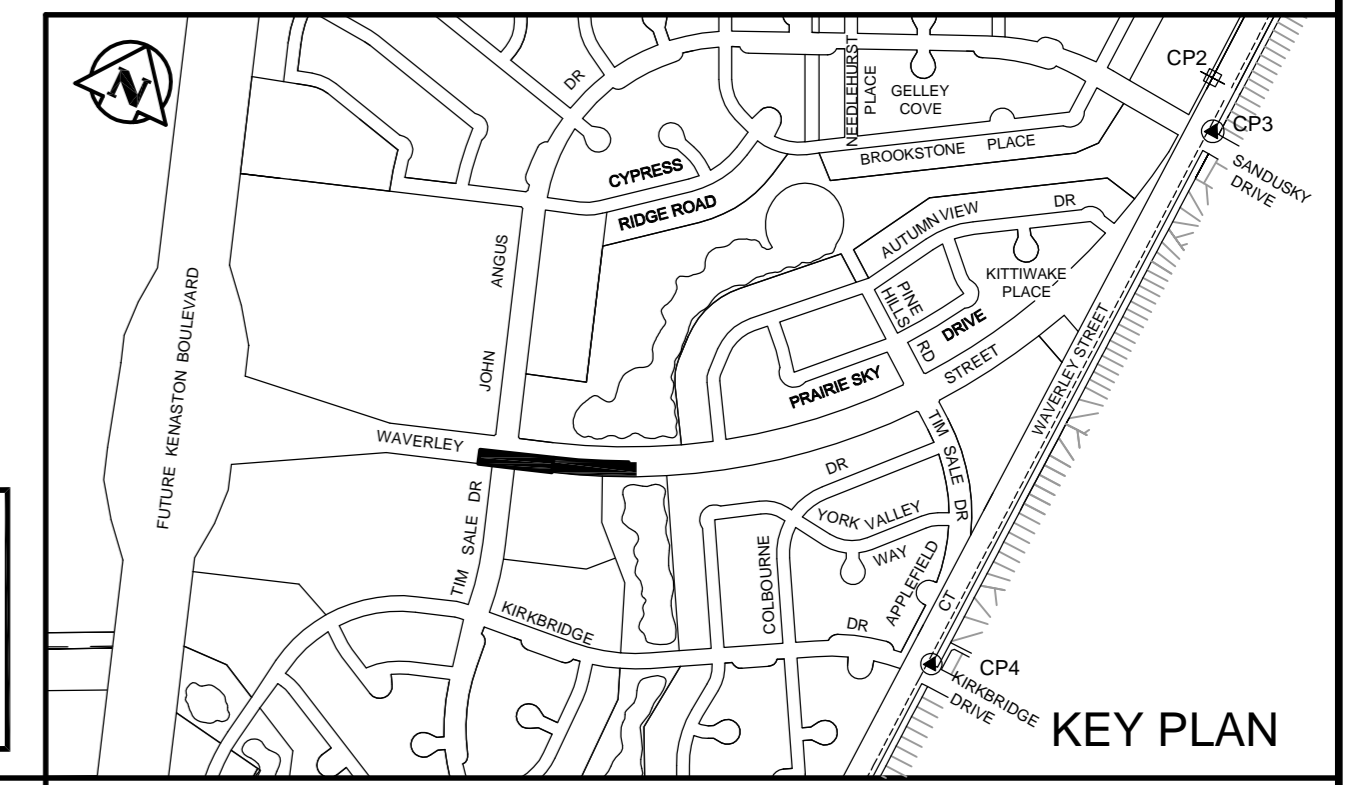 N
DR
NEEDLEHURST
PLACE
GELLEY
COVE
CP2
CP3
SANDUSKY
DRIVE
BROOKSTONE PLACE
CYPRESS
RIDGE ROAD
AUTUMNVIEW DR
KITTIWAKE
PLACE
PINE
HILLS
RD
DRIVE
PRAIRIE SKY
STREET
WAVERLEY STREET
JOHN ANGUS
FUTURE KENASTON BOULEVARD
WAVERLEY
TIM SALE DR
TIM SALE DR
DR
YORK VALLEY
WAY
COLBOURNE
APPLEFIELD
CT
KIRKBRIDGE
DR
CP4
KIRKBRIDGE
DRIVE
KEY PLAN